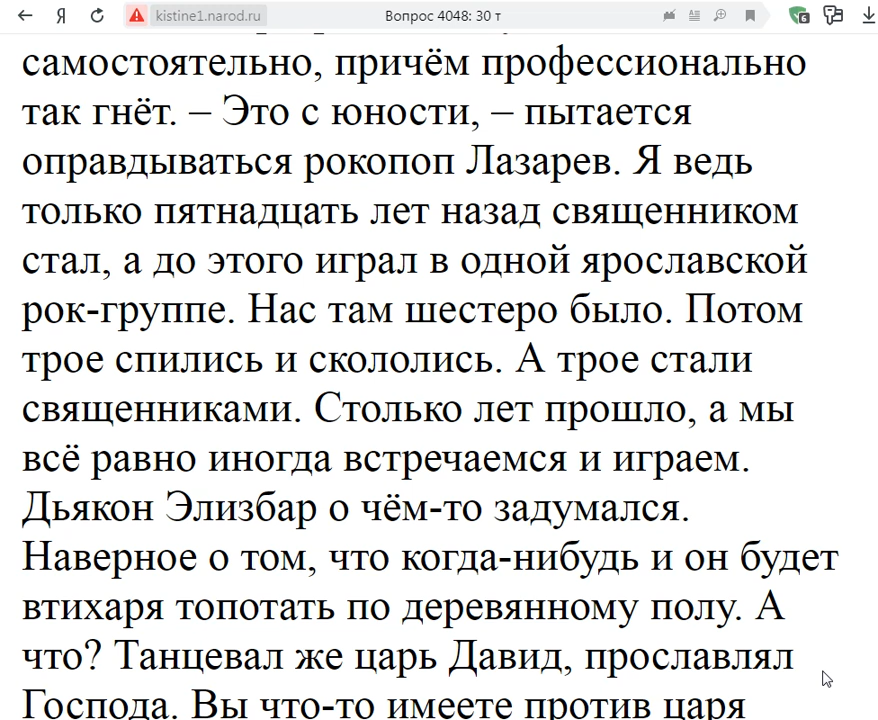 Я kistine1.narod.ru Вопрос 4048: 30 т 6
самостоятельно, причём профессионально
так гнёт. – Это с юности, – пытается
оправдываться рокопоп Лазарев. Я ведь
только пятнадцать лет назад священником
стал, а до этого играл в одной ярославской
рок-группе. Нас там шестеро было. Потом
трое спились и скололись. А трое стали
священниками. Столько лет прошло, а мы
всё равно иногда встречаемся и играем.
Дьякон Элизбар о чём-то задумался.
Наверное о том, что когда-нибудь и он будет
втихаря топотать по деревянному полу. А
что? Танцевал же царь Давид, прославлял
Господа. Вы что-то имеете против царя